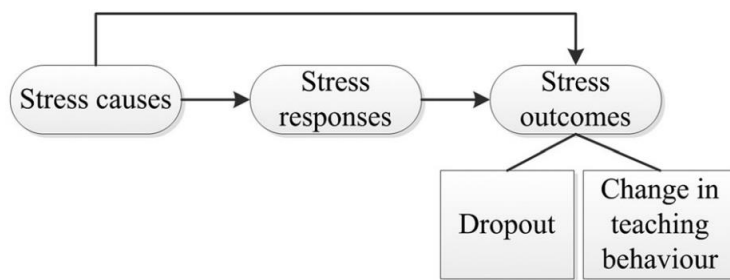 Stress causes
Stress
responses
Stress
outcomes
Dropout
Change in
teaching
behaviour